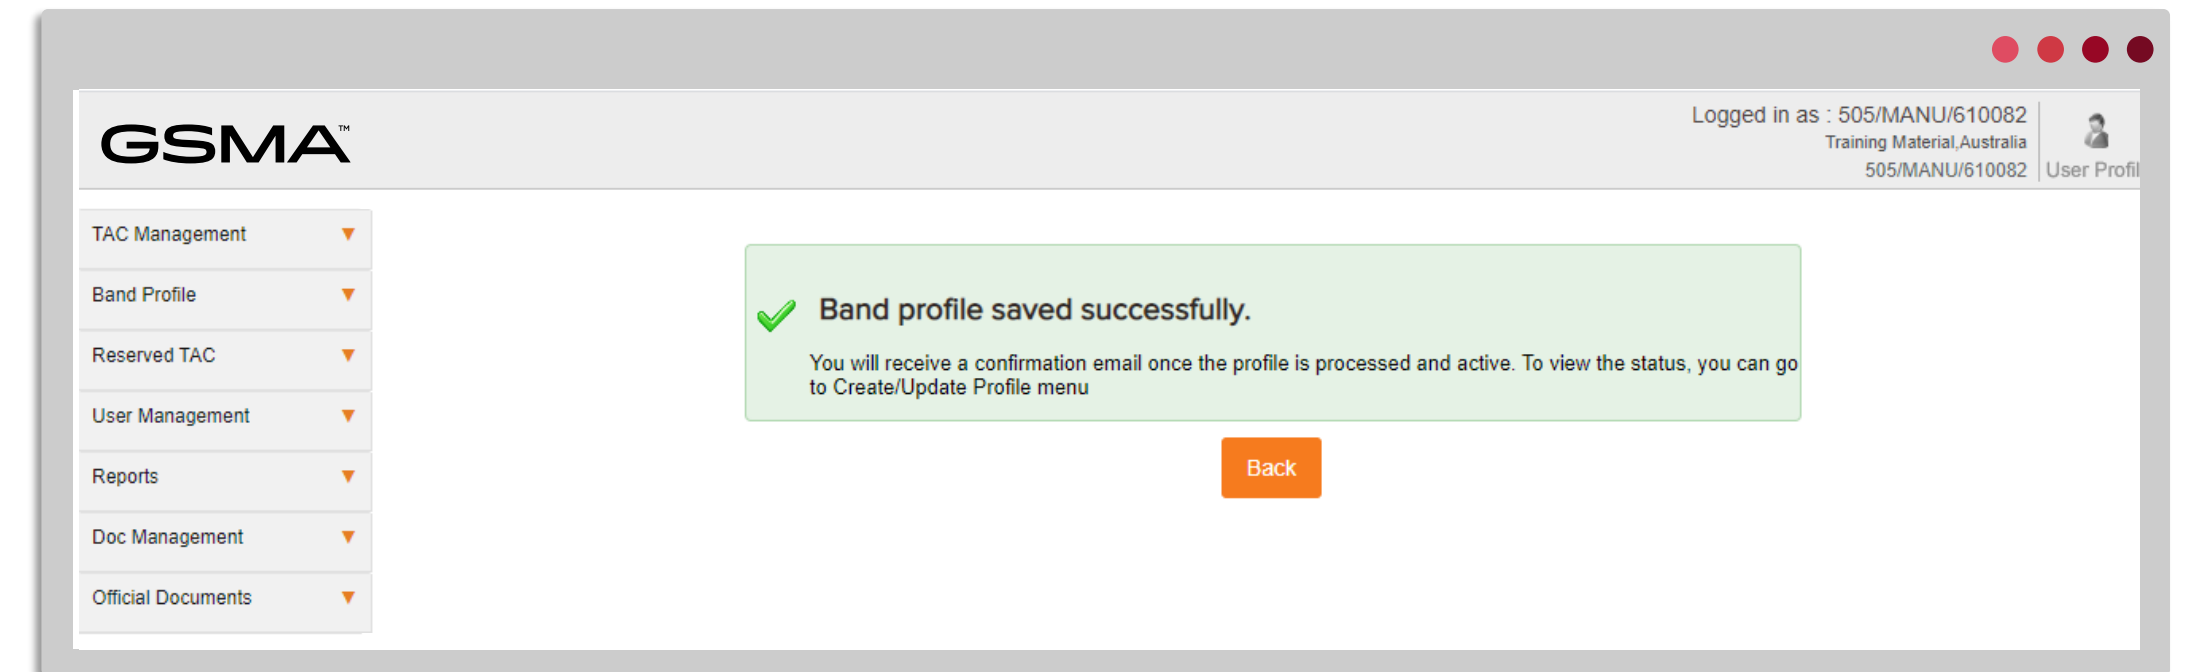 GSMA™
Logged in as : 505/MANU/610082
Training Material,Australia
505/MANU/610082
User Profil
TAC Management
Band Profile
Reserved TAC
User Management
Reports
Doc Management
Official Documents
Band profile saved successfully.
You will receive a confirmation email once the profile is processed and active. To view the status, you can go
to Create/Update Profile menu
Back